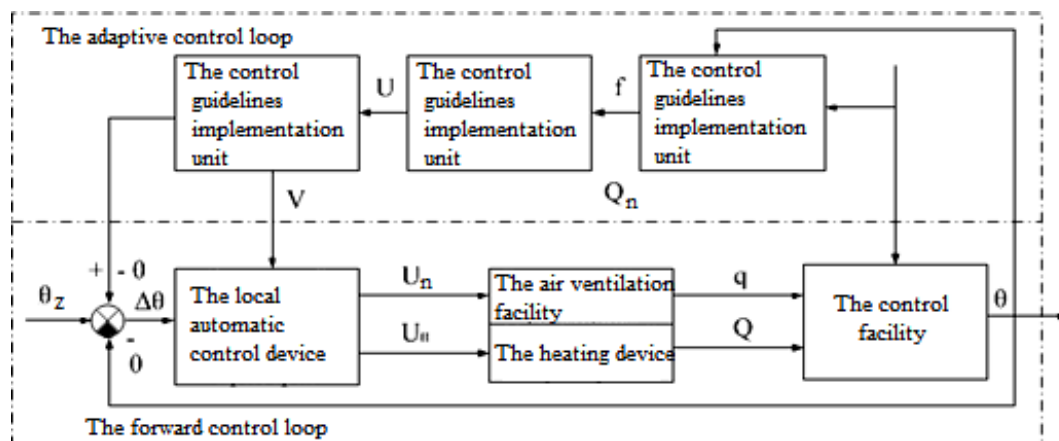 The adaptive control loop
The control
guidelines
implementation
unit
U
The control
guidelines
implementation
unit
f
The control
guidelines
implementation
unit
V
Qn
+ - 0
θz
Δθ
-
0
The local
automatic
control device
Un
Uθ
The air ventilation
facility
The heating device
q
Q
The control
facility
θ
The forward control loop